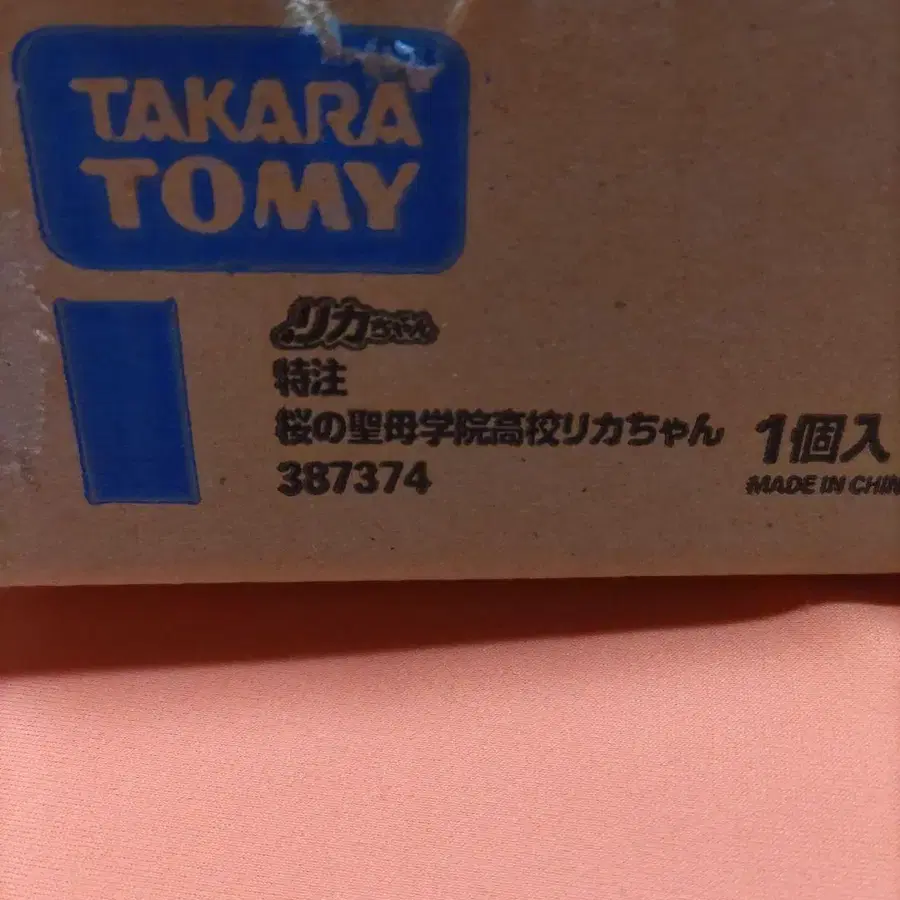 TAKARA
TOMY
リカちゃん
特注
桜の聖母学院高校リカちゃん
387374
1個入
MADE IN CHIN